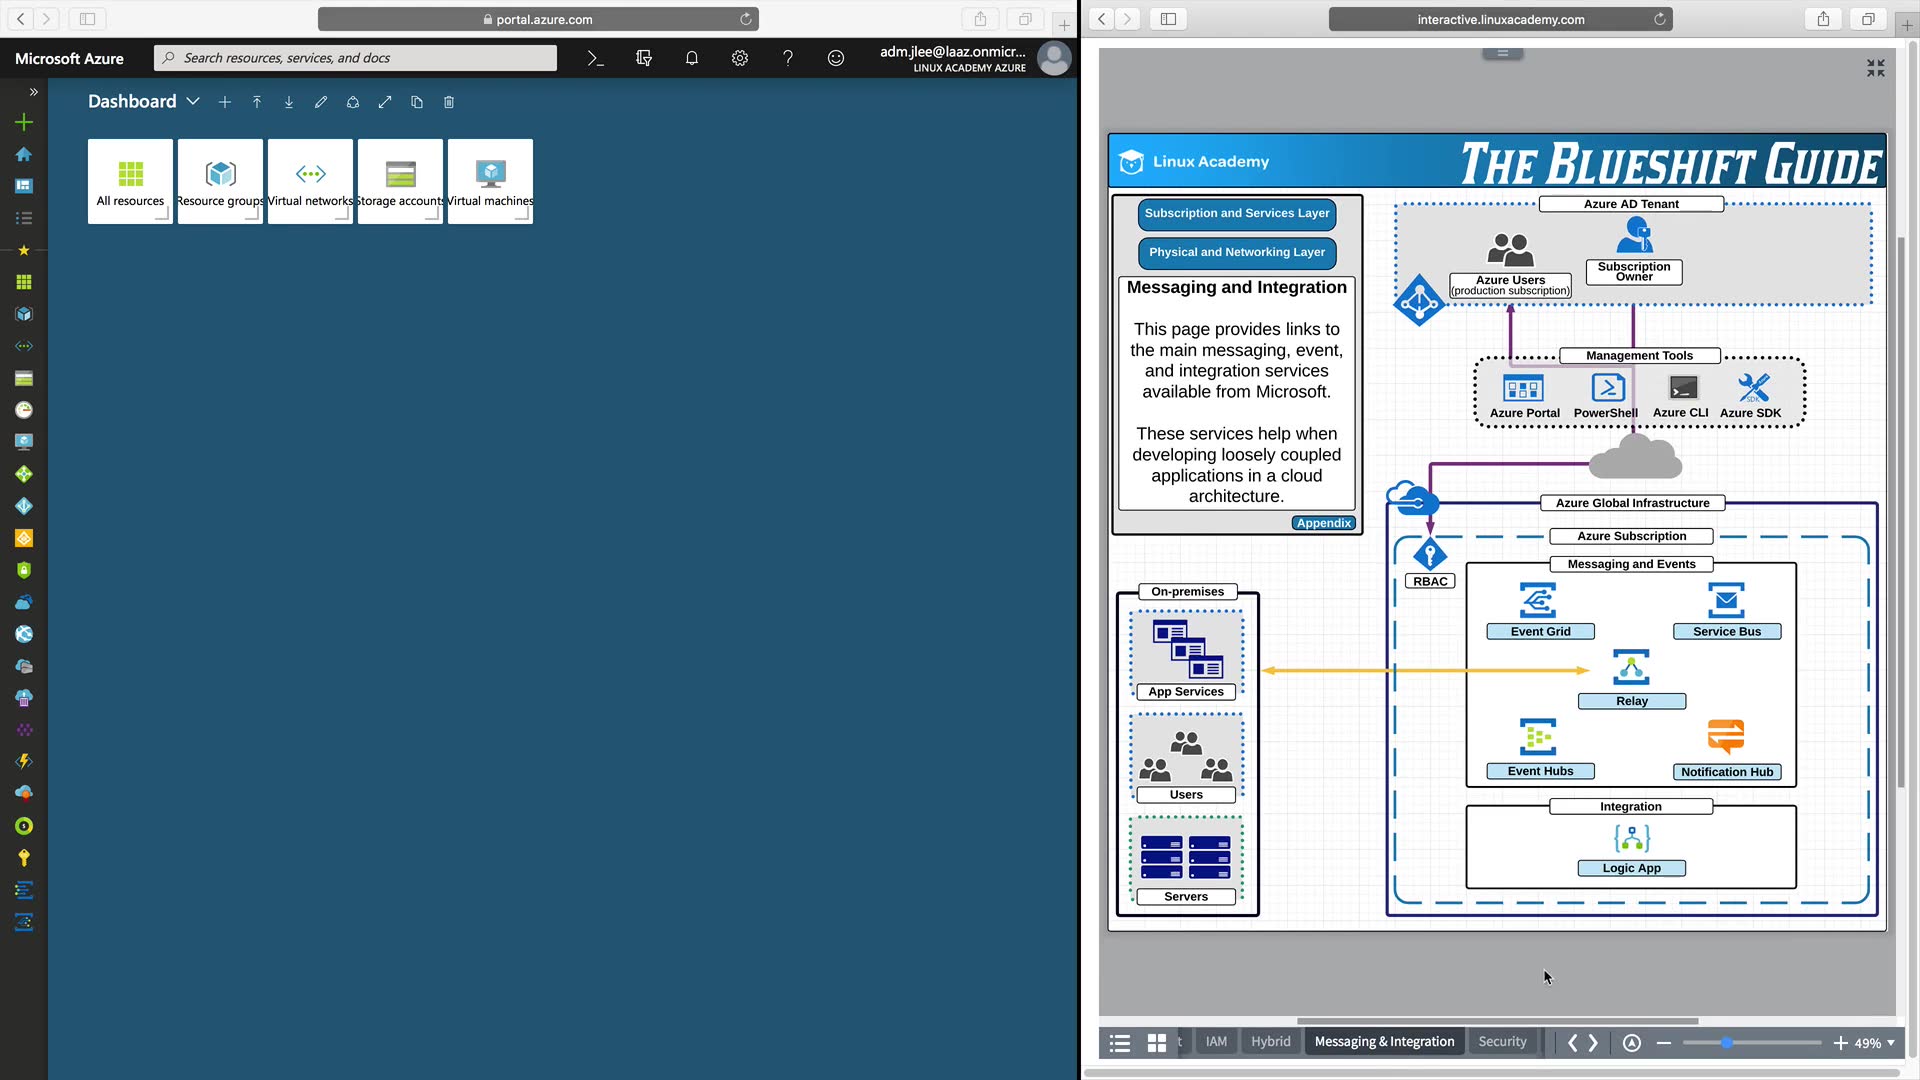 portal.azure.com
Microsoft Azure
Search resources, services, and docs
adm.jlee@laaz.onmicr...
LINUX ACADEMY AZURE
Dashboard
All resources
Resource groups
Virtual networks
Storage accounts
Virtual machines
interactive.linuxacademy.com
Linux Academy
THE BLUESHIFT GUIDE
Subscription and Services Layer
Physical and Networking Layer
Messaging and Integration
This page provides links to
the main messaging, event,
and integration services
available from Microsoft.
These services help when
developing loosely coupled
applications in a cloud
architecture.
Appendix
Azure AD Tenant
Azure Users
(production subscription)
Subscription
Owner
Management Tools
Azure Portal
PowerShell
Azure CLI
SDK
Azure SDK
Azure Global Infrastructure
Azure Subscription
RBAC
Messaging and Events
Event Grid
Service Bus
Relay
Event Hubs
Notification Hub
Integration
Logic App
On-premises
App Services
Users
Servers
t
IAM
Hybrid
Messaging & Integration
Security
49%